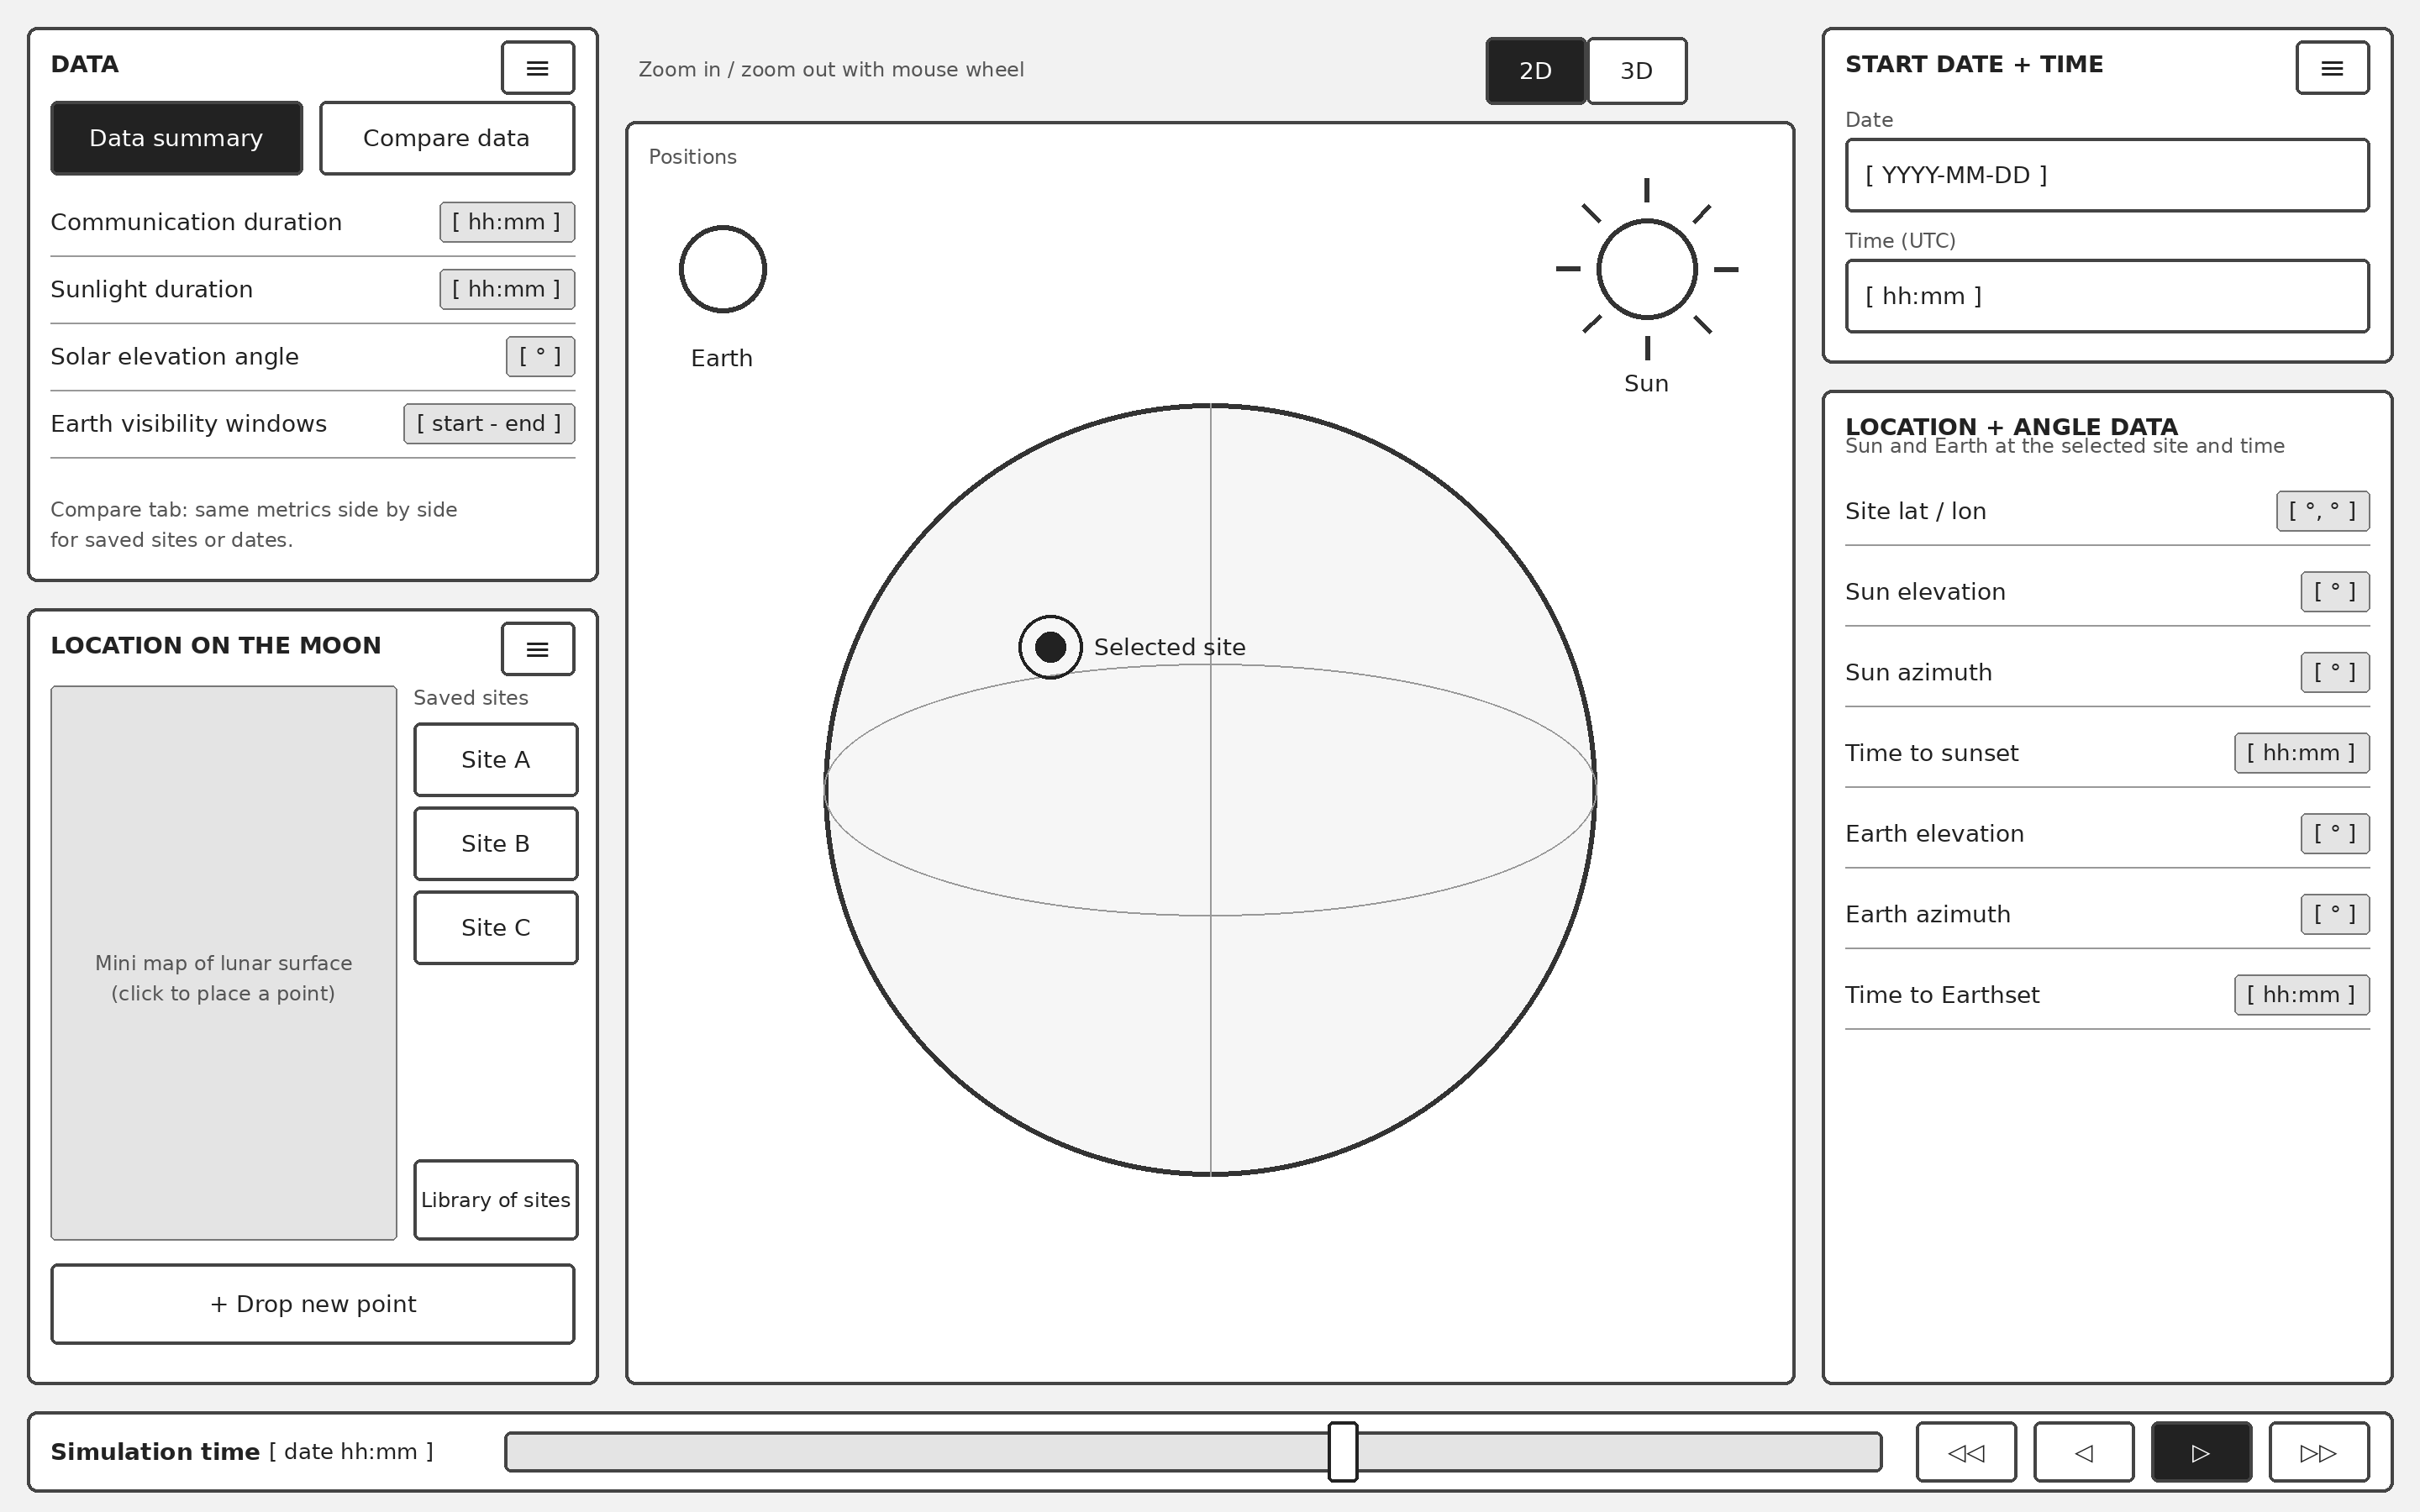 DATA
≡
Data summary
Compare data
Communication duration [ hh:mm ]
Sunlight duration [ hh:mm ]
Solar elevation angle [ ° ]
Earth visibility windows [ start - end ]
Compare tab: same metrics side by side
for saved sites or dates.
LOCATION ON THE MOON
≡
Mini map of lunar surface
(click to place a point)
Saved sites
Site A
Site B
Site C
Library of sites
+ Drop new point
Zoom in / zoom out with mouse wheel
2D
3D
Positions
Earth
Sun
Selected site
START DATE + TIME
≡
Date
[ YYYY-MM-DD ]
Time (UTC)
[ hh:mm ]
LOCATION + ANGLE DATA
Sun and Earth at the selected site and time
Site lat / lon [ °, ° ]
Sun elevation [ ° ]
Sun azimuth [ ° ]
Time to sunset [ hh:mm ]
Earth elevation [ ° ]
Earth azimuth [ ° ]
Time to Earthset [ hh:mm ]
Simulation time [ date hh:mm ]
◁◁
◁
▷
▷▷